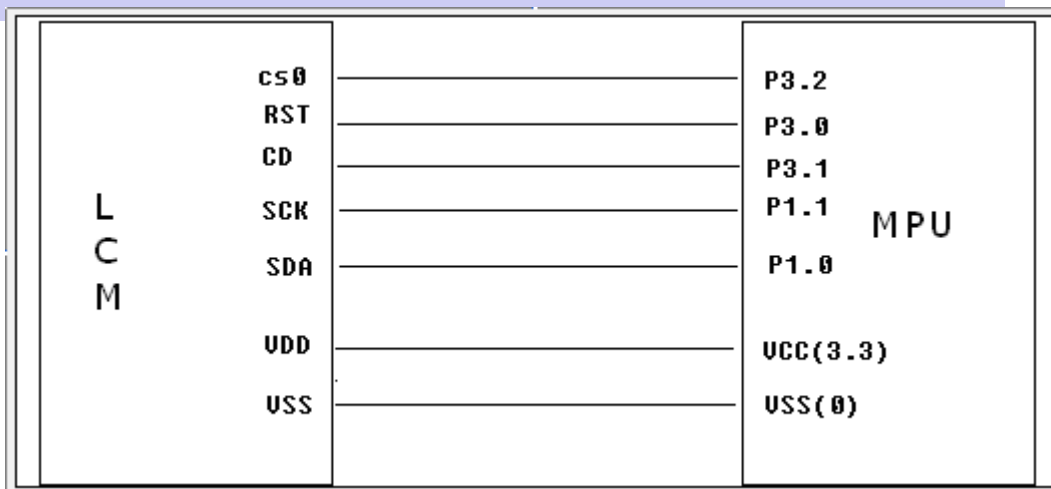 cs0 P3.2
RST P3.0
CD P3.1
SCK P1.1
SDA P1.0
VDD VCC(3.3)
VSS VSS(0)
L
C
M
MPU